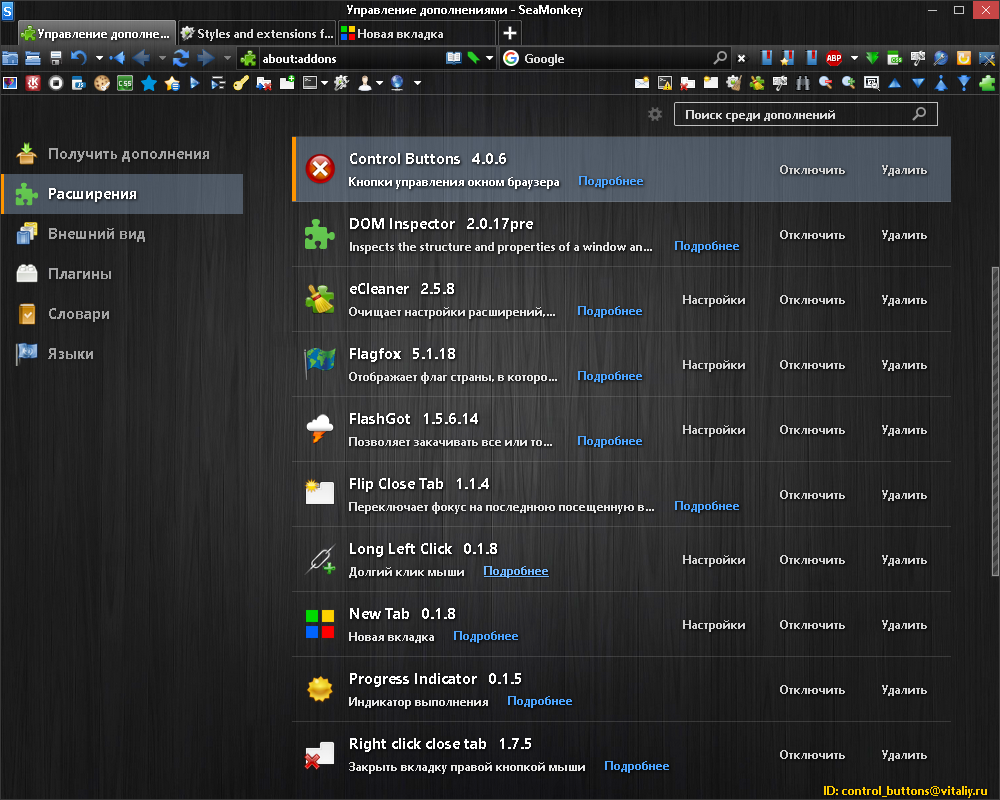 S Управление дополнениями - SeaMonkey
Управление дополне... Styles and extensions f... Новая вкладка
about:addons Google ABP
CSS
Поиск среди дополнений
Получить дополнения
Расширения
Внешний вид
Плагины
Словари
Языки
Control Buttons 4.0.6
Кнопки управления окном браузера Подробнее Отключить Удалить
DOM Inspector 2.0.17pre
Inspects the structure and properties of a window an... Подробнее Отключить Удалить
eCleaner 2.5.8
Очищает настройки расширений,... Подробнее Настройки Отключить Удалить
Flagfox 5.1.18
Отображает флаг страны, в которо... Подробнее Настройки Отключить Удалить
FlashGot 1.5.6.14
Позволяет закачивать все или то... Подробнее Настройки Отключить Удалить
Flip Close Tab 1.1.4
Переключает фокус на последнюю посещенную в... Подробнее Отключить Удалить
Long Left Click 0.1.8
Долгий клик мыши Подробнее Настройки Отключить Удалить
New Tab 0.1.8
Новая вкладка Подробнее Настройки Отключить Удалить
Progress Indicator 0.1.5
Индикатор выполнения Подробнее Отключить Удалить
Right click close tab 1.7.5
Закрыть вкладку правой кнопкой мыши Подробнее Отключить Удалить
ID: control_buttons@vitaliy.ru